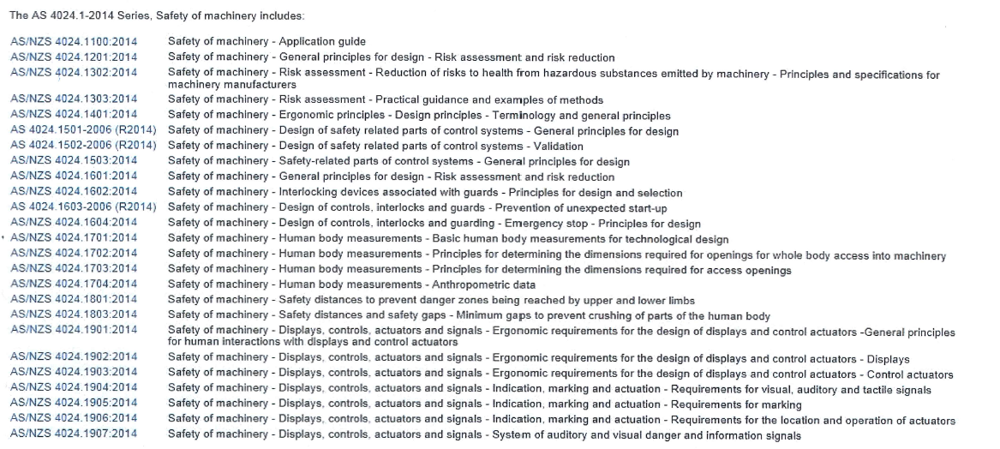 The AS 4024.1-2014 Series, Safety of machinery includes:
AS/NZS 4024.1100:2014 Safety of machinery - Application guide
AS/NZS 4024.1201:2014 Safety of machinery - General principles for design - Risk assessment and risk reduction
AS/NZS 4024.1302:2014 Safety of machinery - Risk assessment - Reduction of risks to health from hazardous substances emitted by machinery - Principles and specifications for
machinery manufacturers
AS/NZS 4024.1303:2014 Safety of machinery - Risk assessment - Practical guidance and examples of methods
AS/NZS 4024.1401:2014 Safety of machinery - Ergonomic principles - Design principles - Terminology and general principles
AS 4024.1501-2006 (R2014) Safety of machinery - Design of safety related parts of control systems - General principles for design
AS 4024.1502-2006 (R2014) Safety of machinery - Design of safety related parts of control systems - Validation
AS/NZS 4024.1503:2014 Safety of machinery - Safety-related parts of control systems - General principles for design
AS/NZS 4024.1601:2014 Safety of machinery - General principles for design - Risk assessment and risk reduction
AS/NZS 4024.1602:2014 Safety of machinery - Interlocking devices associated with guards - Principles for design and selection
AS 4024.1603-2006 (R2014) Safety of machinery - Design of controls, interlocks and guards - Prevention of unexpected start-up
AS/NZS 4024.1604:2014 Safety of machinery - Design of controls, interlocks and guarding - Emergency stop - Principles for design
AS/NZS 4024.1701:2014 Safety of machinery - Human body measurements - Basic human body measurements for technological design
AS/NZS 4024.1702:2014 Safety of machinery - Human body measurements - Principles for determining the dimensions required for openings for whole body access into machinery
AS/NZS 4024.1703:2014 Safety of machinery - Human body measurements - Principles for determining the dimensions required for access openings
AS/NZS 4024.1704:2014 Safety of machinery - Human body measurements - Anthropometric data
AS/NZS 4024.1801:2014 Safety of machinery - Safety distances to prevent danger zones being reached by upper and lower limbs
AS/NZS 4024.1803:2014 Safety of machinery - Safety distances and safety gaps - Minimum gaps to prevent crushing of parts of the human body
AS/NZS 4024.1901:2014 Safety of machinery - Displays, controls, actuators and signals - Ergonomic requirements for the design of displays and control actuators -General principles
for human interactions with displays and control actuators
AS/NZS 4024.1902:2014 Safety of machinery - Displays, controls, actuators and signals - Ergonomic requirements for the design of displays and control actuators - Displays
AS/NZS 4024.1903:2014 Safety of machinery - Displays, controls, actuators and signals - Ergonomic requirements for the design of displays and control actuators - Control actuators
AS/NZS 4024.1904:2014 Safety of machinery - Displays, controls, actuators and signals - Indication, marking and actuation - Requirements for visual, auditory and tactile signals
AS/NZS 4024.1905:2014 Safety of machinery - Displays, controls, actuators and signals - Indication, marking and actuation - Requirements for marking
AS/NZS 4024.1906:2014 Safety of machinery - Displays, controls, actuators and signals - Indication, marking and actuation - Requirements for the location and operation of actuators
AS/NZS 4024.1907:2014 Safety of machinery - Displays, controls, actuators and signals - System of auditory and visual danger and information signals